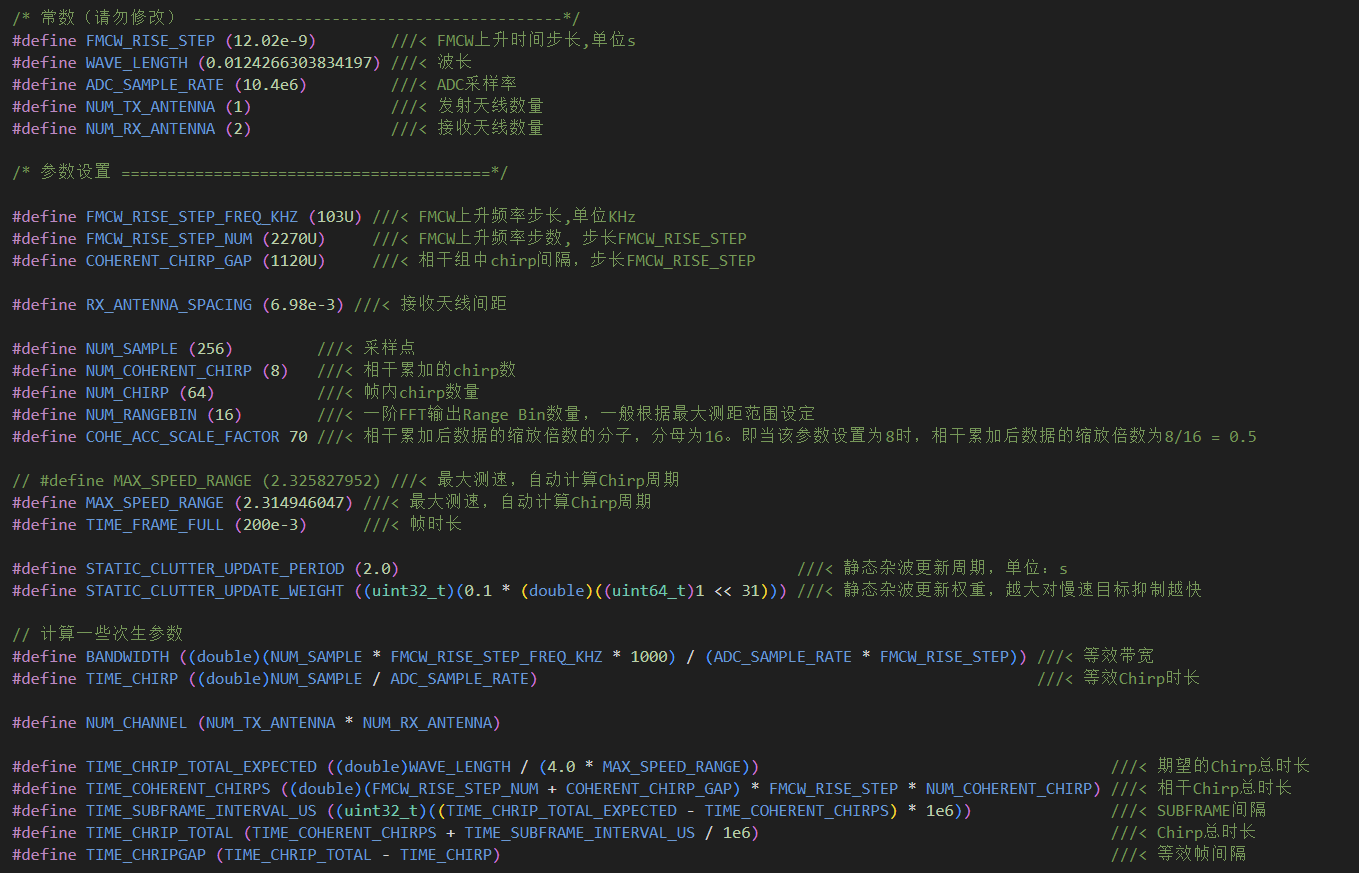 /* 常数（请勿修改） ----------------------------------------*/
#define FMCW_RISE_STEP (12.02e-9) ///< FMCW上升时间步长,单位s
#define WAVE_LENGTH (0.0124266303834197) ///< 波长
#define ADC_SAMPLE_RATE (10.4e6) ///< ADC采样率
#define NUM_TX_ANTENNA (1) ///< 发射天线数量
#define NUM_RX_ANTENNA (2) ///< 接收天线数量
/* 参数设置 ========================================*/
#define FMCW_RISE_STEP_FREQ_KHZ (103U) ///< FMCW上升频率步长,单位KHz
#define FMCW_RISE_STEP_NUM (2270U) ///< FMCW上升频率步数, 步长FMCW_RISE_STEP
#define COHERENT_CHIRP_GAP (1120U) ///< 相干组中chirp间隔，步长FMCW_RISE_STEP
#define RX_ANTENNA_SPACING (6.98e-3) ///< 接收天线间距
#define NUM_SAMPLE (256) ///< 采样点
#define NUM_COHERENT_CHIRP (8) ///< 相干累加的chirp数
#define NUM_CHIRP (64) ///< 帧内chirp数量
#define NUM_RANGEBIN (16) ///< 一阶FFT输出Range Bin数量，一般根据最大测距范围设定
#define COHE_ACC_SCALE_FACTOR 70 ///< 相干累加后数据的缩放倍数的分子，分母为16。即当该参数设置为8时，相干累加后数据的缩放倍数为8/16 = 0.5
// #define MAX_SPEED_RANGE (2.325827952) ///< 最大测速，自动计算Chirp周期
#define MAX_SPEED_RANGE (2.314946047) ///< 最大测速，自动计算Chirp周期
#define TIME_FRAME_FULL (200e-3) ///< 帧时长
#define STATIC_CLUTTER_UPDATE_PERIOD (2.0) ///< 静态杂波更新周期，单位：s
#define STATIC_CLUTTER_UPDATE_WEIGHT ((uint32_t)(0.1 * (double)((uint64_t)1 << 31))) ///< 静态杂波更新权重，越大对慢速目标抑制越快
// 计算一些次生参数
#define BANDWIDTH ((double)(NUM_SAMPLE * FMCW_RISE_STEP_FREQ_KHZ * 1000) / (ADC_SAMPLE_RATE * FMCW_RISE_STEP)) ///< 等效带宽
#define TIME_CHIRP ((double)NUM_SAMPLE / ADC_SAMPLE_RATE) ///< 等效Chirp时长
#define NUM_CHANNEL (NUM_TX_ANTENNA * NUM_RX_ANTENNA)
#define TIME_CHRIP_TOTAL_EXPECTED ((double)WAVE_LENGTH / (4.0 * MAX_SPEED_RANGE)) ///< 期望的Chirp总时长
#define TIME_COHERENT_CHIRPS ((double)(FMCW_RISE_STEP_NUM + COHERENT_CHIRP_GAP) * FMCW_RISE_STEP * NUM_COHERENT_CHIRP) ///< 相干Chirp总时长
#define TIME_SUBFRAME_INTERVAL_US ((uint32_t)((TIME_CHRIP_TOTAL_EXPECTED - TIME_COHERENT_CHIRPS) * 1e6)) ///< SUBFRAME间隔
#define TIME_CHRIP_TOTAL (TIME_COHERENT_CHIRPS + TIME_SUBFRAME_INTERVAL_US / 1e6) ///< Chirp总时长
#define TIME_CHRIPGAP (TIME_CHRIP_TOTAL - TIME_CHIRP) ///< 等效帧间隔